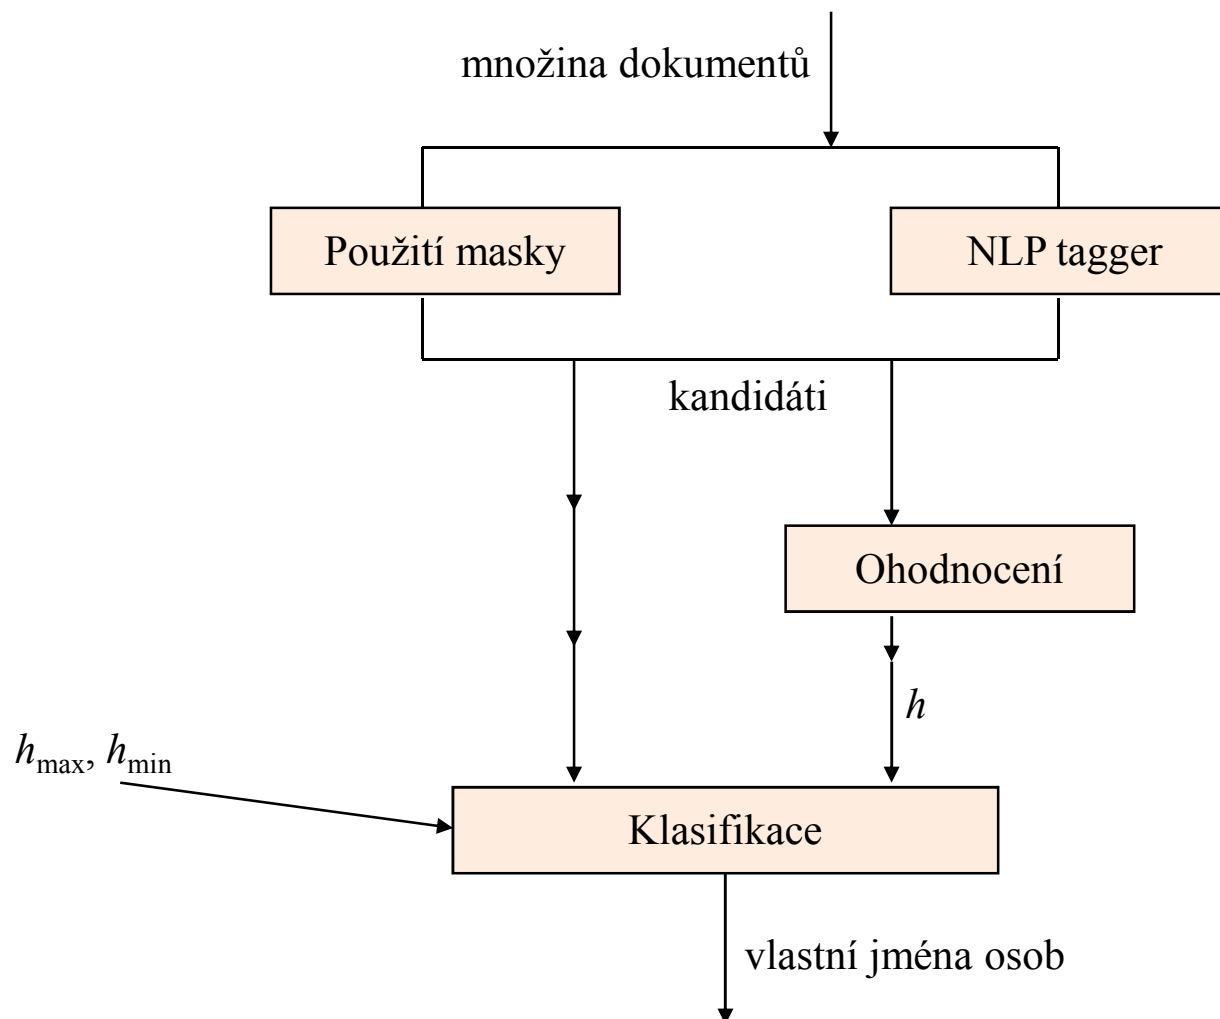 množina dokumentů
Použití masky
NLP tagger
kandidáti
Ohodnocení
h
hmax, hmin
Klasifikace
vlastní jména osob